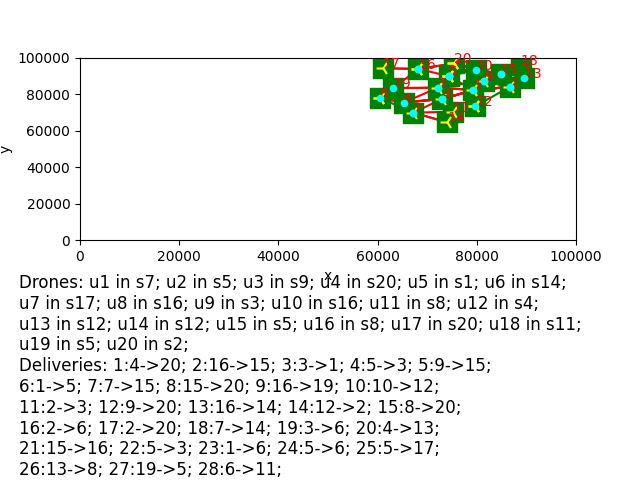 100000
80000
60000
40000
20000
0
y
0 20000 40000 60000 80000 100000
x
Drones: u1 in s7; u2 in s5; u3 in s9; u4 in s20; u5 in s1; u6 in s14;
u7 in s17; u8 in s16; u9 in s3; u10 in s16; u11 in s8; u12 in s4;
u13 in s12; u14 in s12; u15 in s5; u16 in s8; u17 in s20; u18 in s11;
u19 in s5; u20 in s2;
Deliveries: 1:4->20; 2:16->15; 3:3->1; 4:5->3; 5:9->15;
6:1->5; 7:7->15; 8:15->20; 9:16->19; 10:10->12;
11:2->3; 12:9->20; 13:16->14; 14:12->2; 15:8->20;
16:2->6; 17:2->20; 18:7->14; 19:3->6; 20:4->13;
21:15->16; 22:5->3; 23:1->6; 24:5->6; 25:5->17;
26:13->8; 27:19->5; 28:6->11;